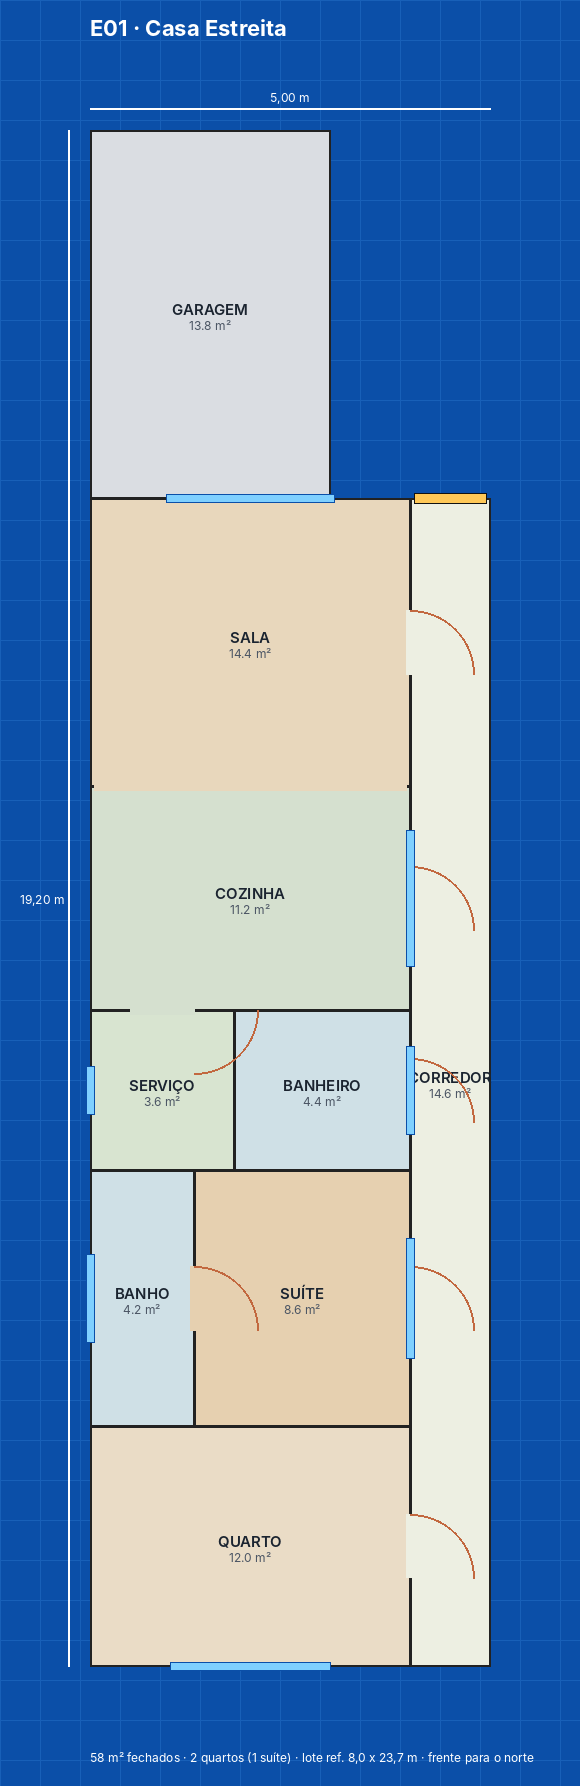 E01 · Casa Estreita
5,00 m
GARAGEM
13.8 m²
SALA
14.4 m²
19,20 m
COZINHA
11.2 m²
SERVIÇO
3.6 m²
BANHEIRO
4.4 m²
CORREDOR
14.6 m²
BANHO
4.2 m²
SUÍTE
8.6 m²
QUARTO
12.0 m²
58 m² fechados · 2 quartos (1 suíte) · lote ref. 8,0 x 23,7 m · frente para o norte